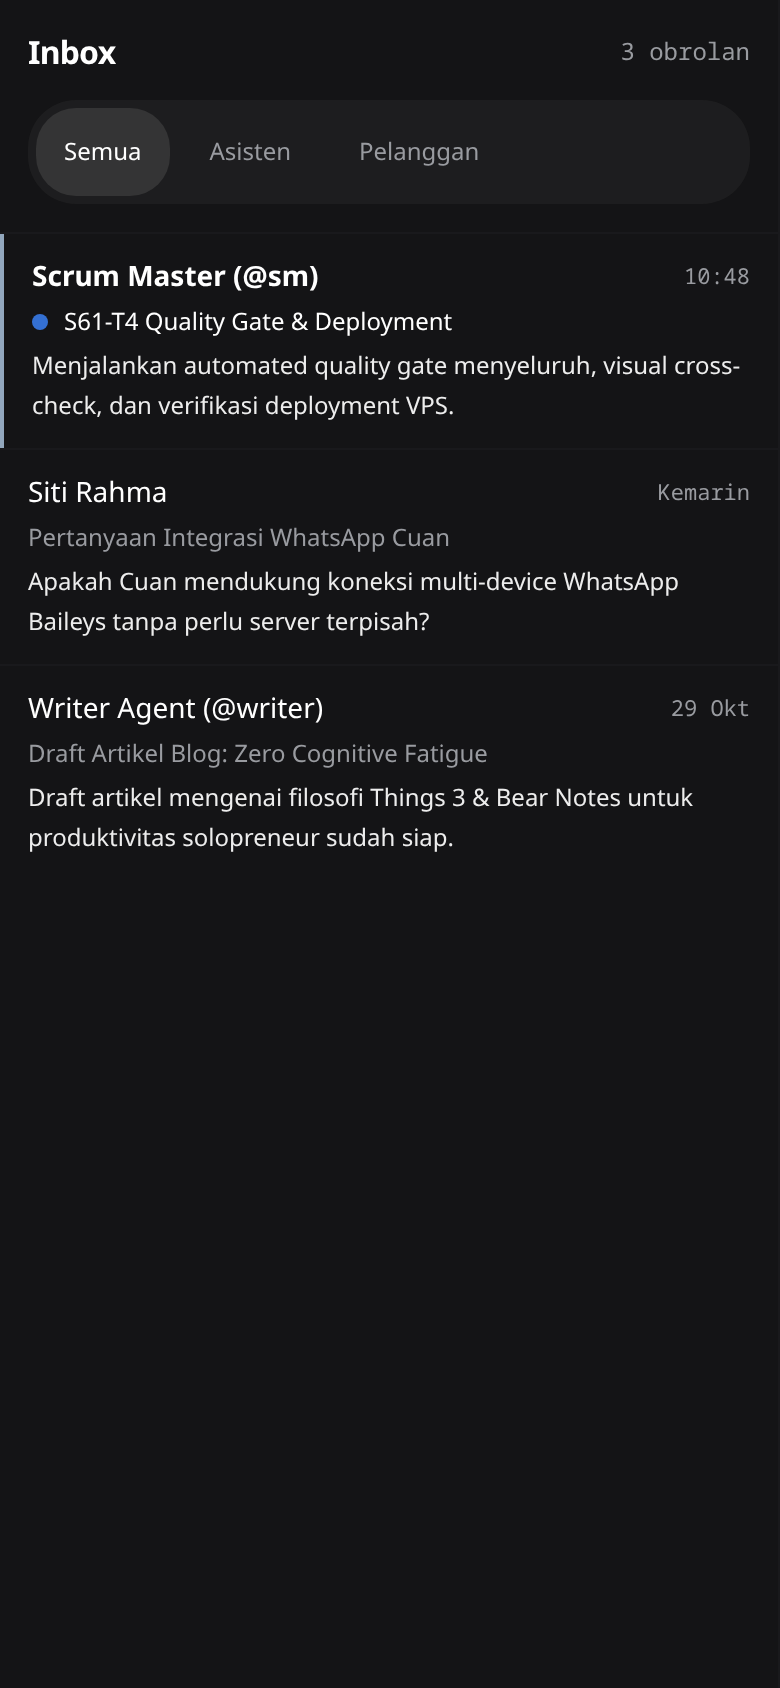 Inbox
3 obrolan
Semua
Asisten
Pelanggan
Scrum Master (@sm)
10:48
S61-T4 Quality Gate & Deployment
Menjalankan automated quality gate menyeluruh, visual cross-
check, dan verifikasi deployment VPS.
Siti Rahma
Kemarin
Pertanyaan Integrasi WhatsApp Cuan
Apakah Cuan mendukung koneksi multi-device WhatsApp
Baileys tanpa perlu server terpisah?
Writer Agent (@writer)
29 Okt
Draft Artikel Blog: Zero Cognitive Fatigue
Draft artikel mengenai filosofi Things 3 & Bear Notes untuk
produktivitas solopreneur sudah siap.